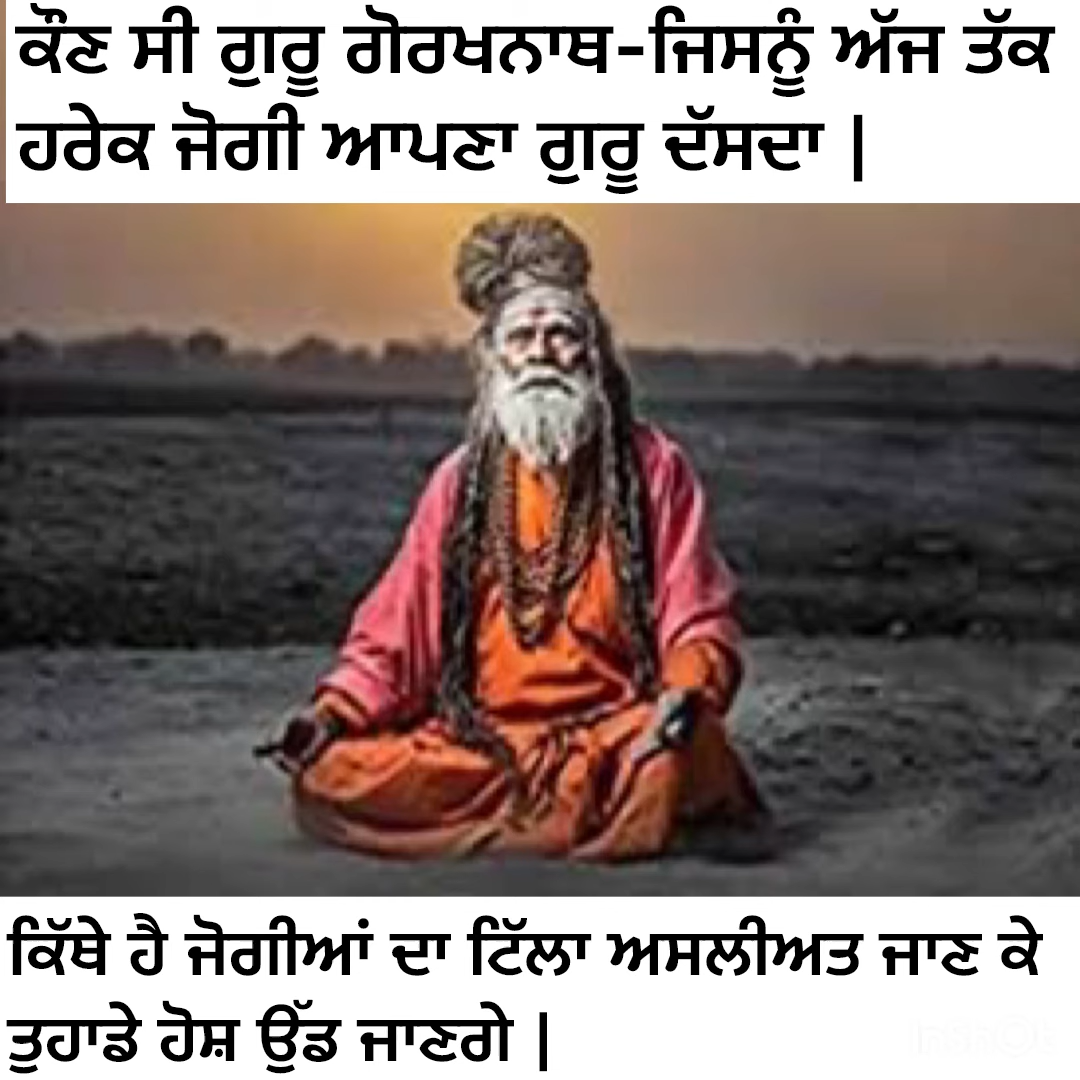 ਕੌਣ ਸੀ ਗੁਰੂ ਗੋਰਖਨਾਥ-ਜਿਸਨੂੰ ਅੱਜ ਤੱਕ
ਹਰੇਕ ਜੋਗੀ ਆਪਣਾ ਗੁਰੂ ਦੱਸਦਾ |
ਕਿੱਥੇ ਹੈ ਜੋਗੀਆਂ ਦਾ ਟਿੱਲਾ ਅਸਲੀਅਤ ਜਾਣ ਕੇ
ਤੁਹਾਡੇ ਹੋਸ਼ ਉੱਡ ਜਾਣਗੇ |